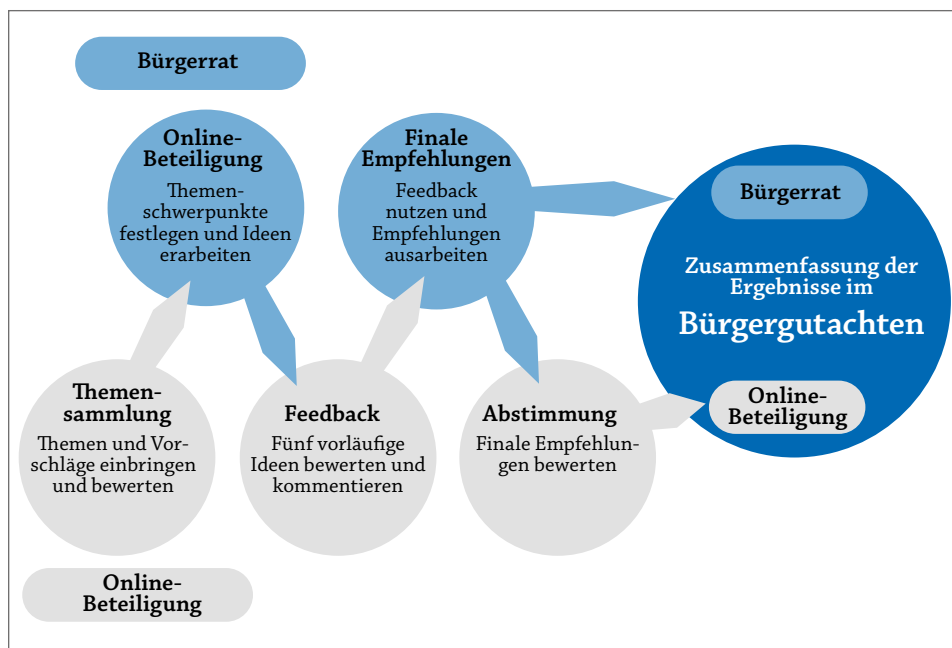 Bürgerrat
Online-
Beteiligung
Themen-
schwerpunkte
festlegen und Ideen
erarbeiten
Finale
Empfehlungen
Feedback
nutzen und
Empfehlungen
ausarbeiten
Bürgerrat
Zusammenfassung der
Ergebnisse im
Bürgergutachten
Online-
Beteiligung
Themen-
sammlung
Themen und Vor-
schläge einbringen
und bewerten
Feedback
Fünf vorläufige
Ideen bewerten und
kommentieren
Abstimmung
Finale Empfehlun-
gen bewerten
Online-
Beteiligung